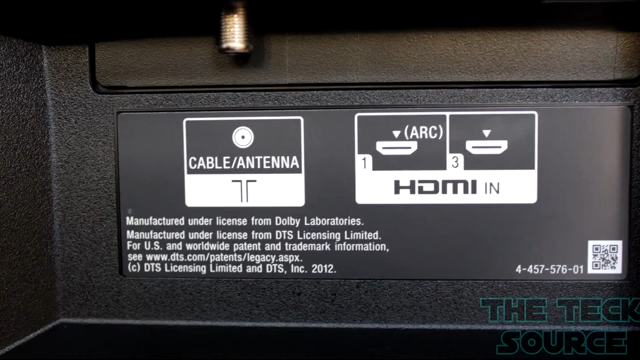 CABLE/ANTENNA
(ARC)
1 3
HDMI IN
Manufactured under license from Dolby Laboratories.
Manufactured under license from DTS Licensing Limited.
For U.S. and worldwide patent and trademark information,
see www.dts.com/patents/legacy.aspx.
(c) DTS Licensing Limited and DTS, Inc. 2012.
4-457-576-01
THE TECK
SOURCE